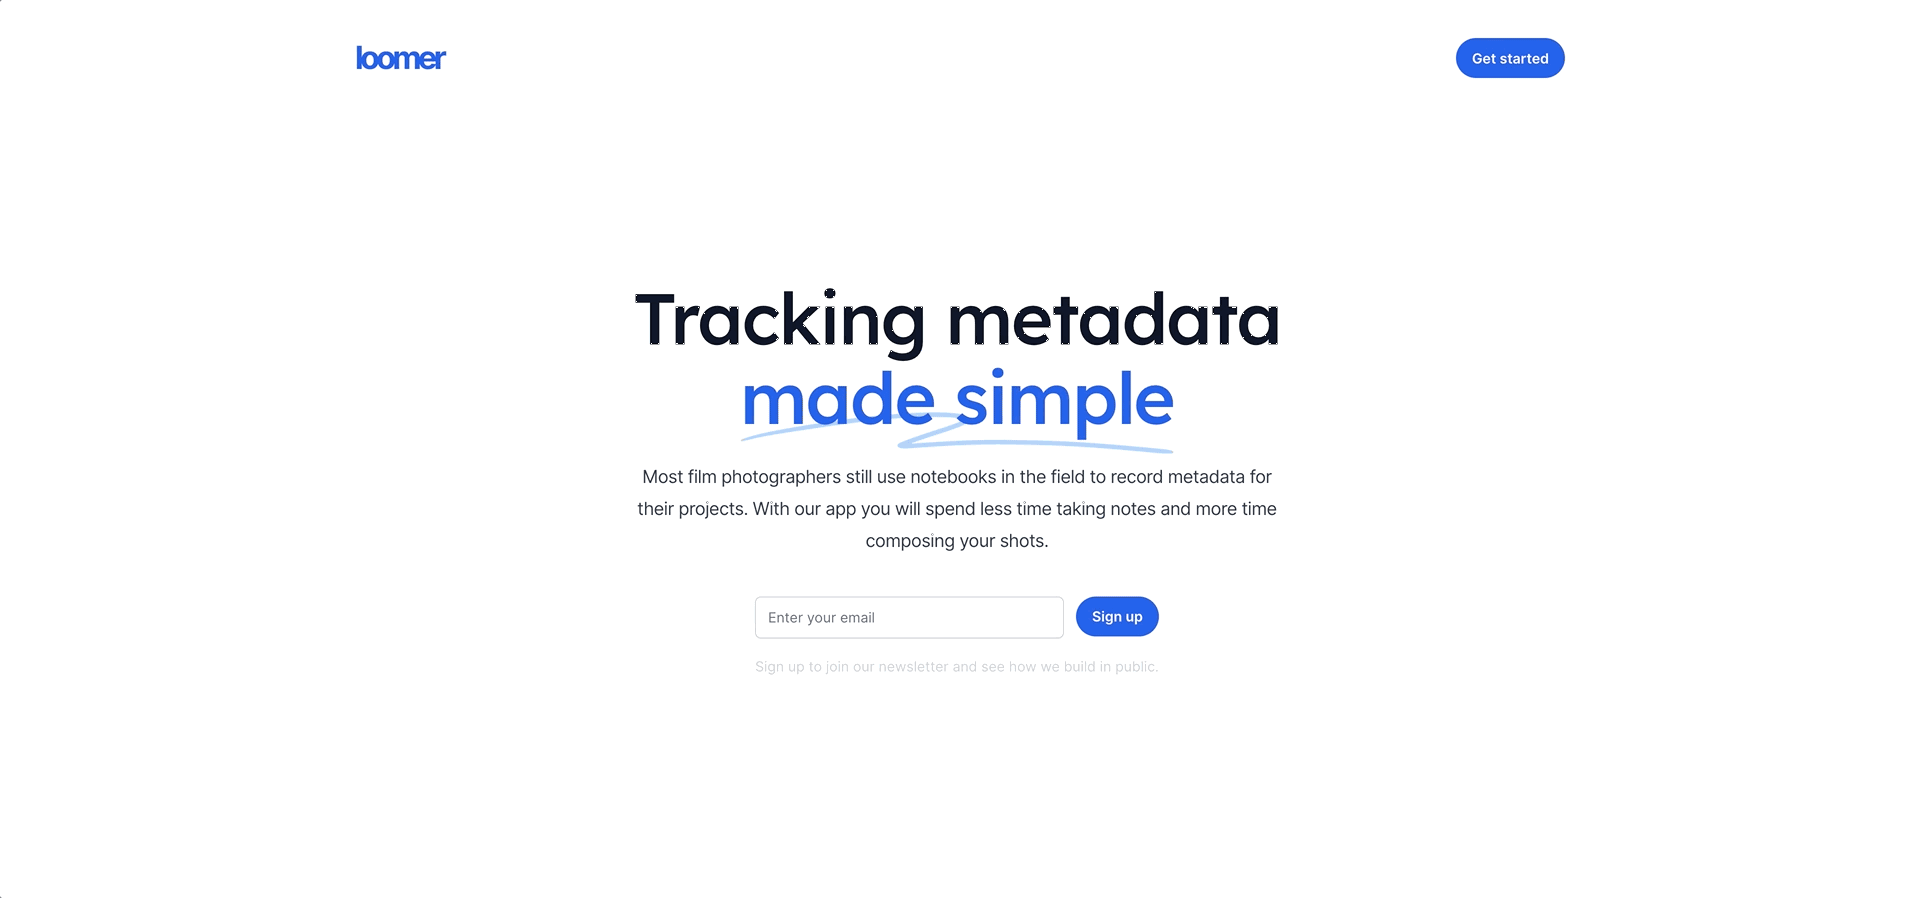 loomer
Get started
Tracking metadata
made simple
Most film photographers still use notebooks in the field to record metadata for
their projects. With our app you will spend less time taking notes and more time
composing your shots.
Enter your email
Sign up
Sign up to join our newsletter and see how we build in public.